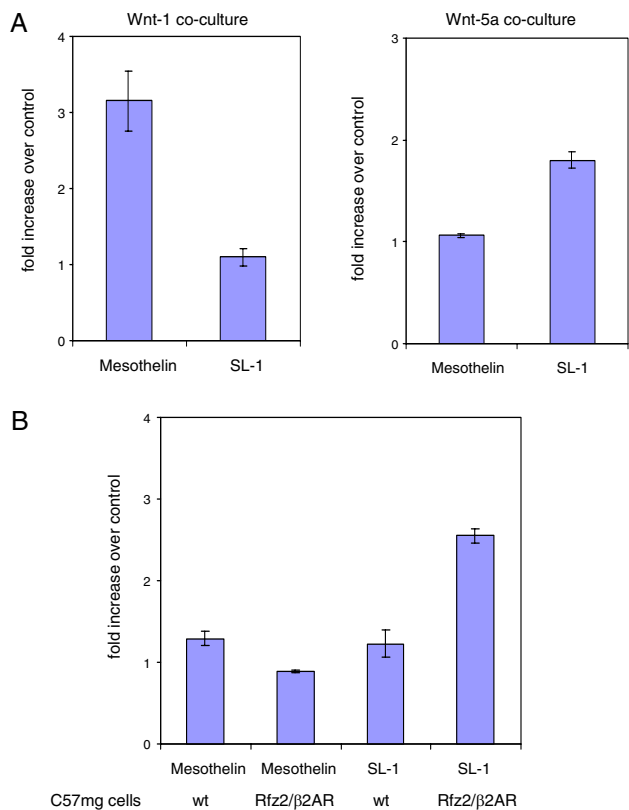 A
Wnt-1 co-culture
fold increase over control
4
3
2
1
0
Mesothelin SL-1
Wnt-5a co-culture
fold increase over control
3
2
1
0
Mesothelin SL-1
B
fold increase over control
4
3
2
1
0
Mesothelin Mesothelin SL-1 SL-1
C57mg cells wt Rfz2/β2AR wt Rfz2/β2AR